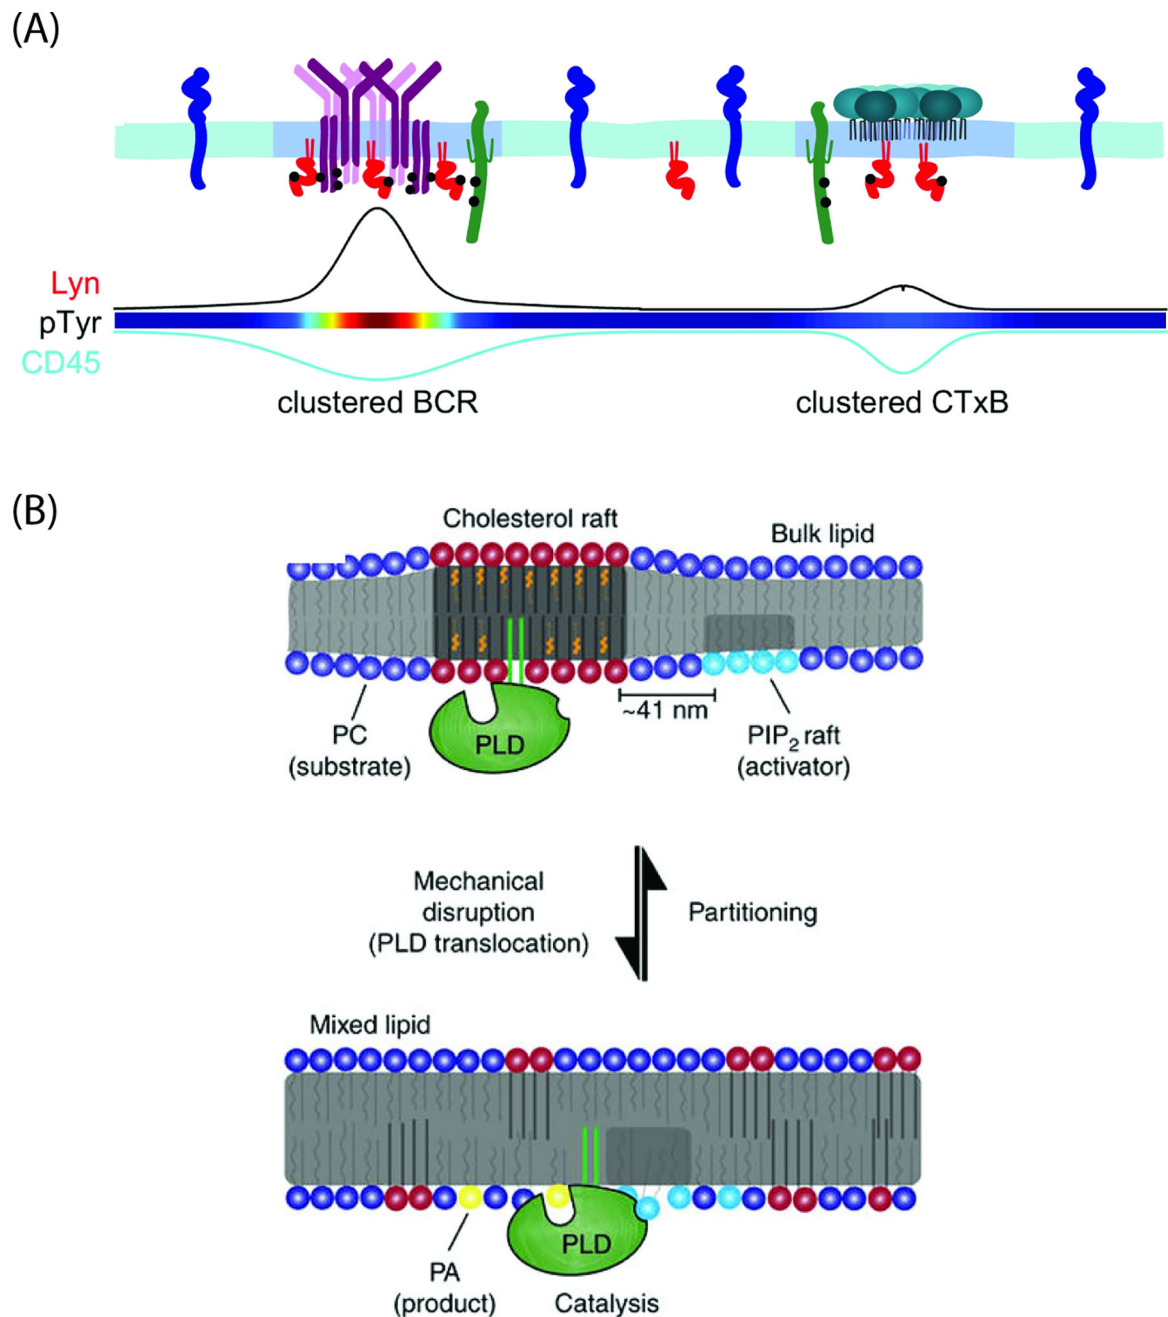 (A)
Lyn
pTyr
CD45
clustered BCR
clustered CTxB
(B)
Cholesterol raft
Bulk lipid
~41 nm
PLD
PC
(substrate)
PIP₂ raft
(activator)
Mechanical
disruption
(PLD translocation)
Partitioning
Mixed lipid
PLD
PA
(product)
Catalysis